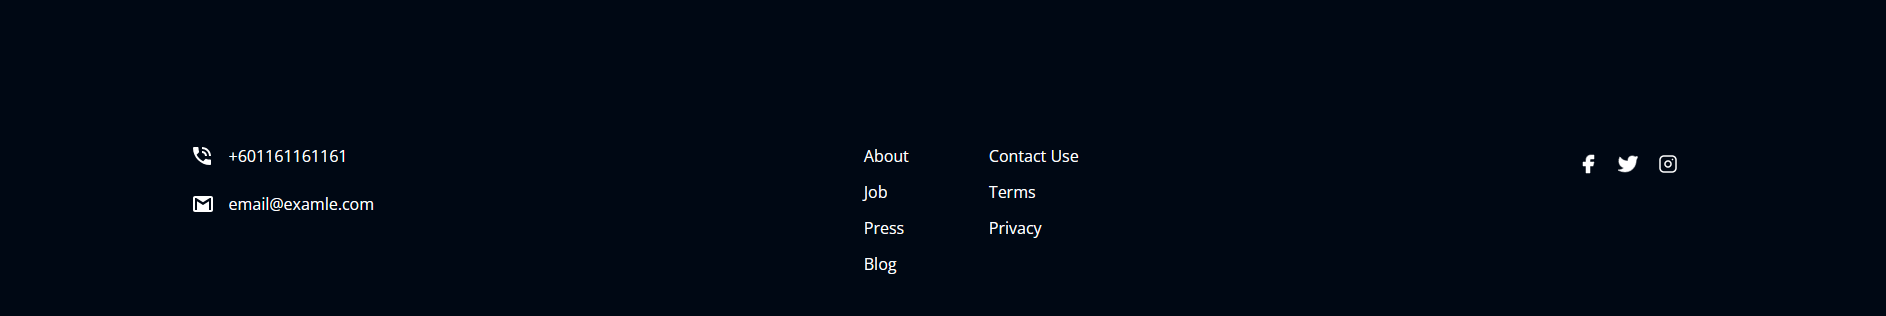 +601161161161
email@examle.com
About
Job
Press
Blog
Contact Use
Terms
Privacy